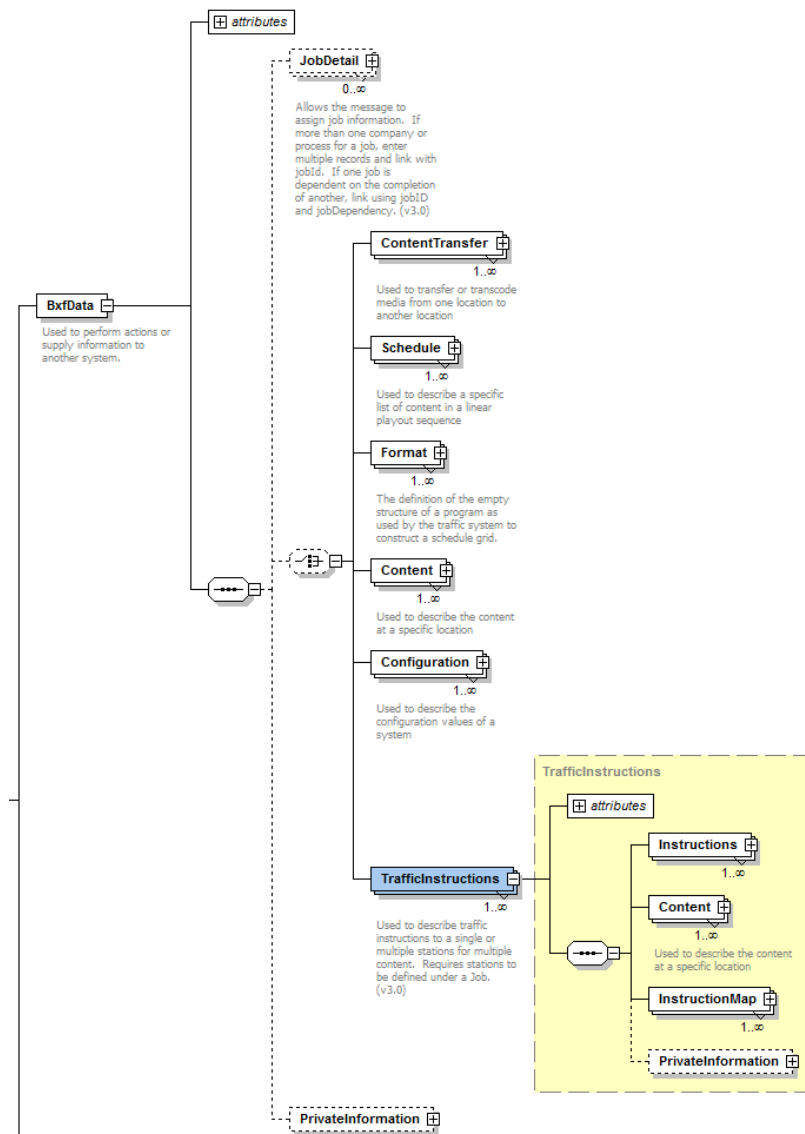 attributes
JobDetail
0..∞
Allows the message to
assign job information. If
more than one company or
process for a job, enter
multiple records and link with
jobId. If one job is
dependent on the completion
of another, link using jobID
and jobDependency. (v3.0)
ContentTransfer
1..∞
Used to transfer or transcode
media from one location to
another location
BxfData
Used to perform actions or
supply information to
another system.
Schedule
1..∞
Used to describe a specific
list of content in a linear
playout sequence
Format
1..∞
The definition of the empty
structure of a program as
used by the traffic system to
construct a schedule grid.
Content
1..∞
Used to describe the content
at a specific location
Configuration
1..∞
Used to describe the
configuration values of a
system
TrafficInstructions
1..∞
Used to describe traffic
instructions to a single or
multiple stations for multiple
content. Requires stations to
be defined under a Job.
(v3.0)
TrafficInstructions
attributes
Instructions
1..∞
Content
1..∞
Used to describe the content
at a specific location
InstructionMap
1..∞
PrivateInformation
PrivateInformation